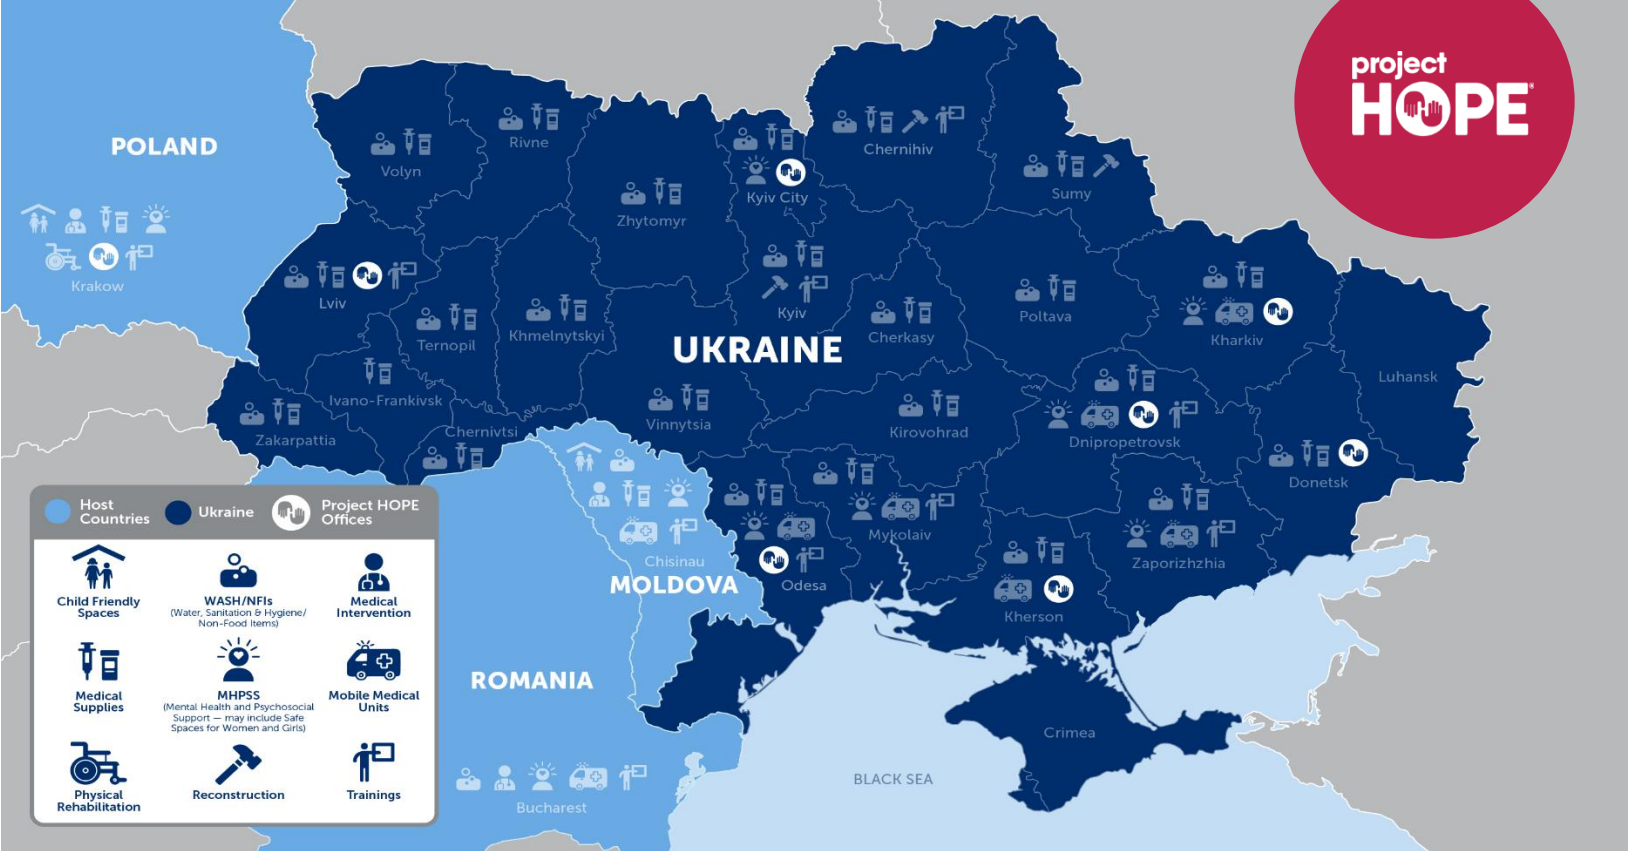 project
HOPE®
POLAND
Krakow
Volyn
Rivne
Zhytomyr
Kyiv City
Chernihiv
Sumy
Lviv
Ternopil
Khmelnytskyi
Kyiv
Cherkasy
Poltava
Kharkiv
Luhansk
UKRAINE
Ivano-Frankivsk
Zakarpattia
Chernivtsi
Vinnytsia
Kirovohrad
Dnipropetrovsk
Donetsk
Chisinau
MOLDOVA
Odesa
Mykolaiv
Kherson
Zaporizhzhia
ROMANIA
Bucharest
Crimea
BLACK SEA
Host
Countries
Ukraine
Project HOPE
Offices
Child Friendly
Spaces
WASH/NFIs
(Water, Sanitation & Hygiene/
Non-Food Items)
Medical
Intervention
Medical
Supplies
MHPSS
(Mental Health and Psychosocial
Support — may include Safe
Spaces for Women and Girls)
Mobile Medical
Units
Physical
Rehabilitation
Reconstruction
Trainings